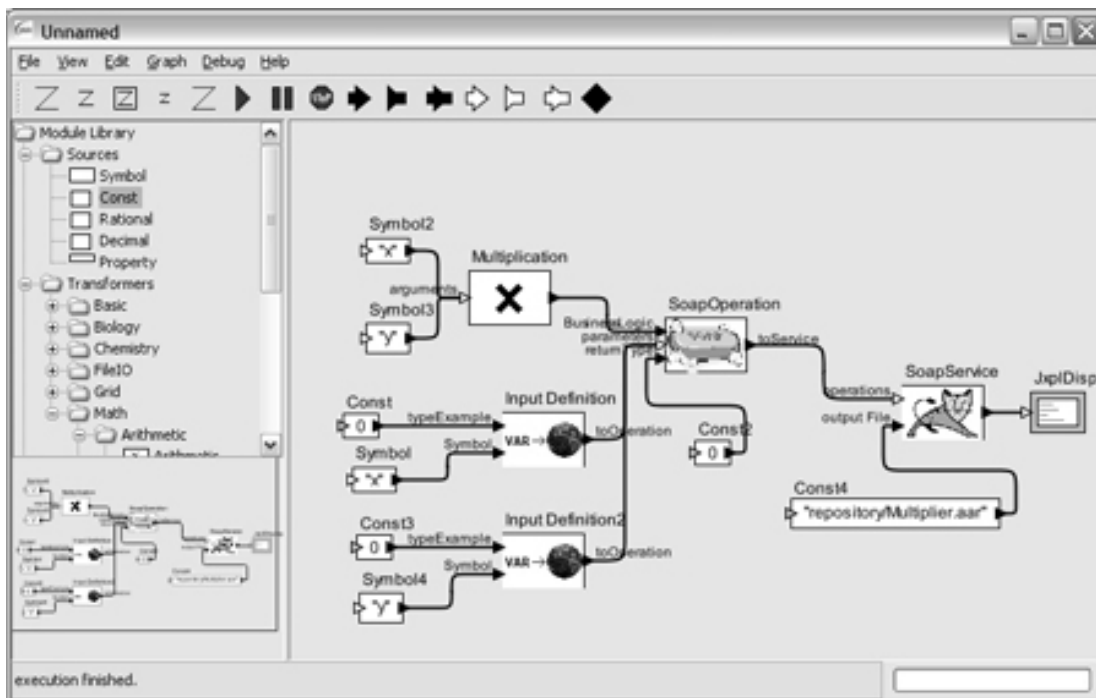 Unnamed
File View Edit Graph Debug Help
Module Library
Sources
Symbol
Const
Rational
Decimal
Property
Transformers
Basic
Biology
Chemistry
FileIO
Grid
Math
Arithmetic
Symbol2
"x"
Symbol3
"y"
arguments
Multiplication
SoapOperation
BusinessLogic
parameters
returnType
toService
Const
0
typeExample
Input Definition
VAR
toOperation
Symbol
Symbol
"x"
Const2
0
Const3
0
typeExample
Input Definition2
VAR
toOperation
Symbol
Symbol4
"y"
SoapService
operations
output File
JxplDisp
Const4
"repository/Multiplier.aar"
execution finished.